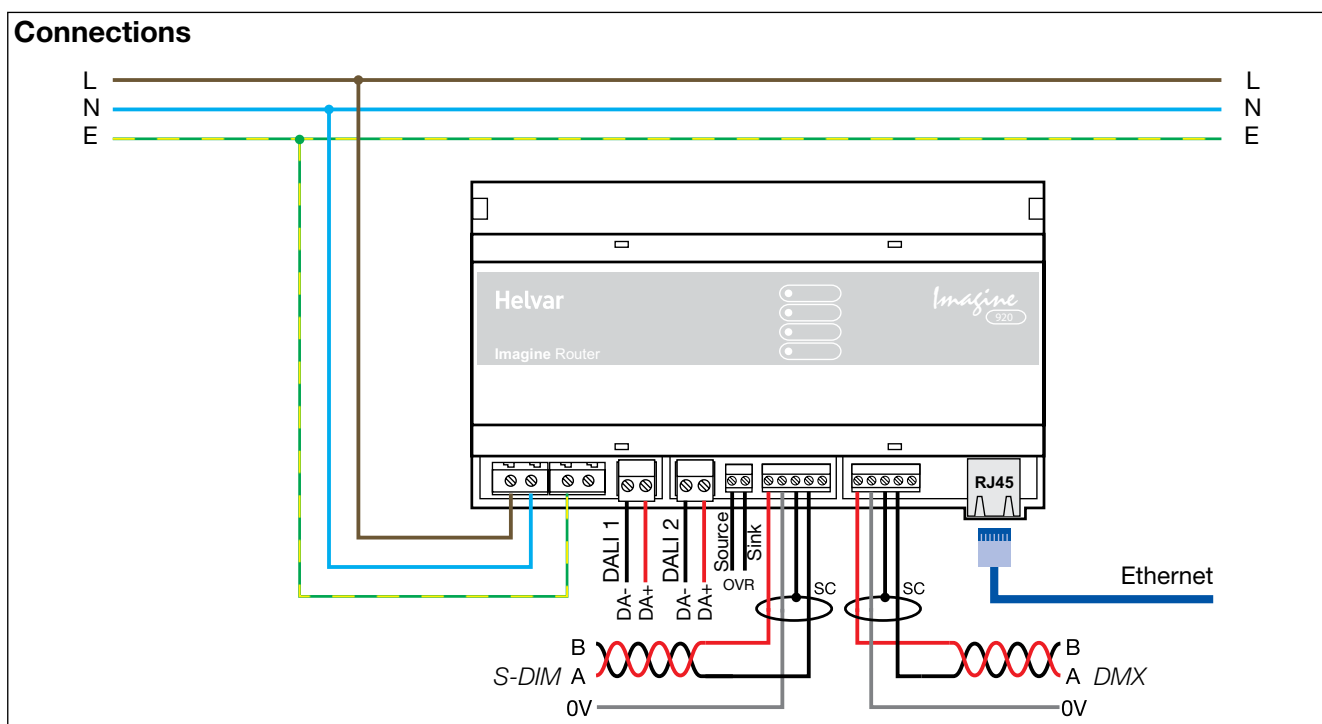 Connections
L L
N N
E E
Helvar
Imagine
920
Imagine Router
RJ45
DALI 1
DA-
DA+
DALI 2
DA-
DA+
Source
Sink
OVR
SC
SC
Ethernet
B
S-DIM A
0V
B
A DMX
0V